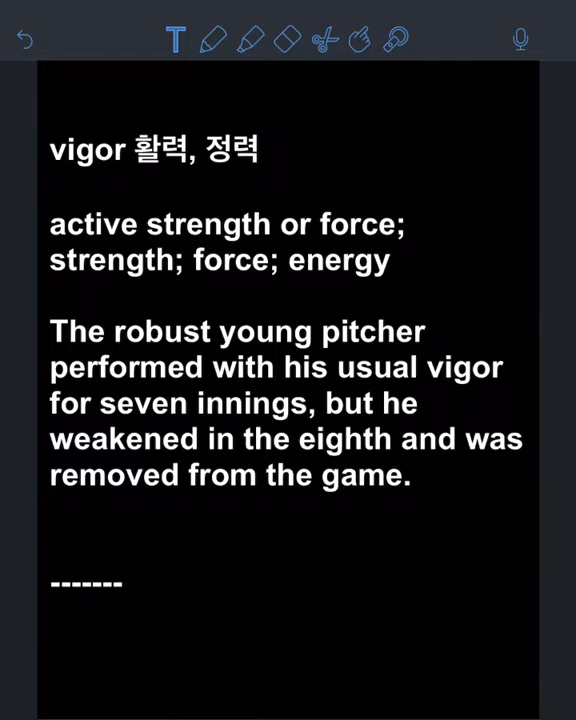 vigor 활력, 정력
active strength or force;
strength; force; energy
The robust young pitcher
performed with his usual vigor
for seven innings, but he
weakened in the eighth and was
removed from the game.
-------